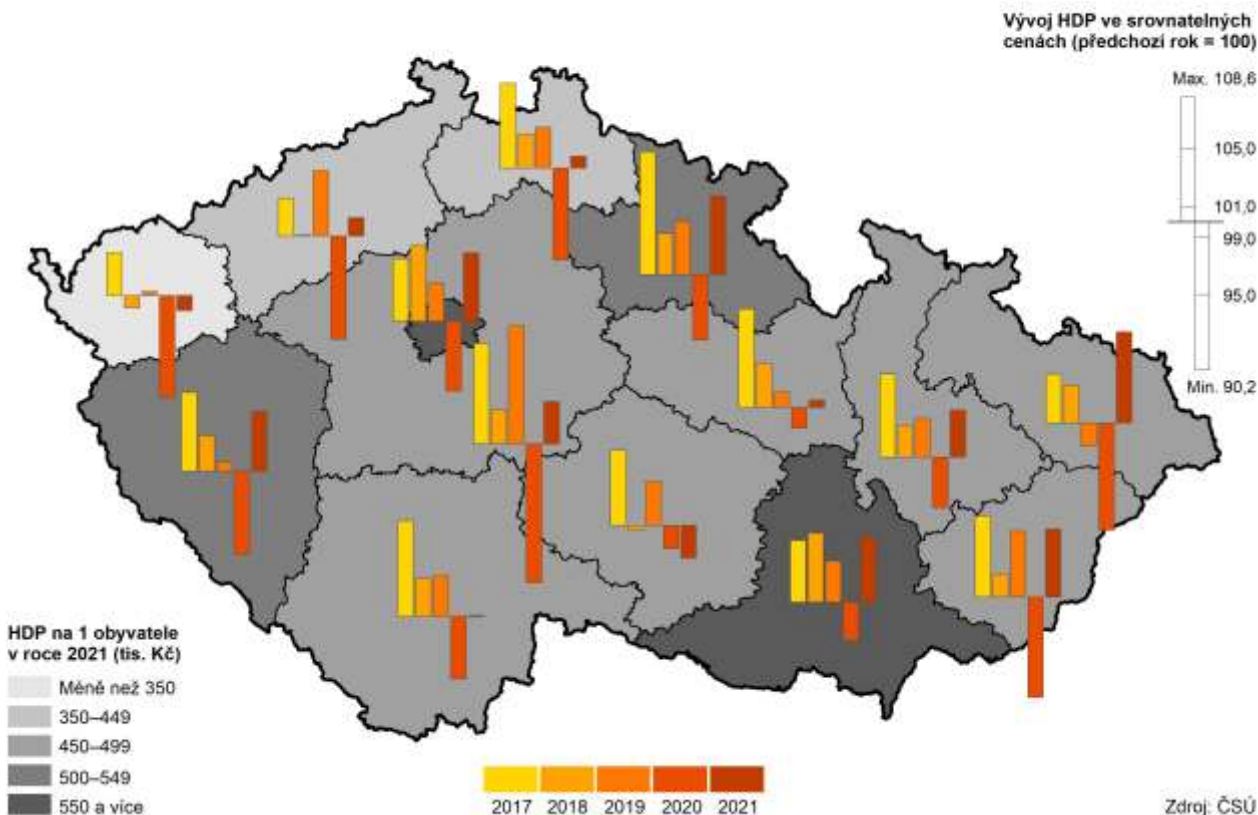 Vývoj HDP ve srovnatelných
cenách (předchozí rok = 100)
Max. 108,6
105,0
101,0
99,0
95,0
Min. 90,2
HDP na 1 obyvatele
v roce 2021 (tis. Kč)
Méně než 350
350–449
450–499
500–549
550 a více
2017 2018 2019 2020 2021
Zdroj: ČSÚ